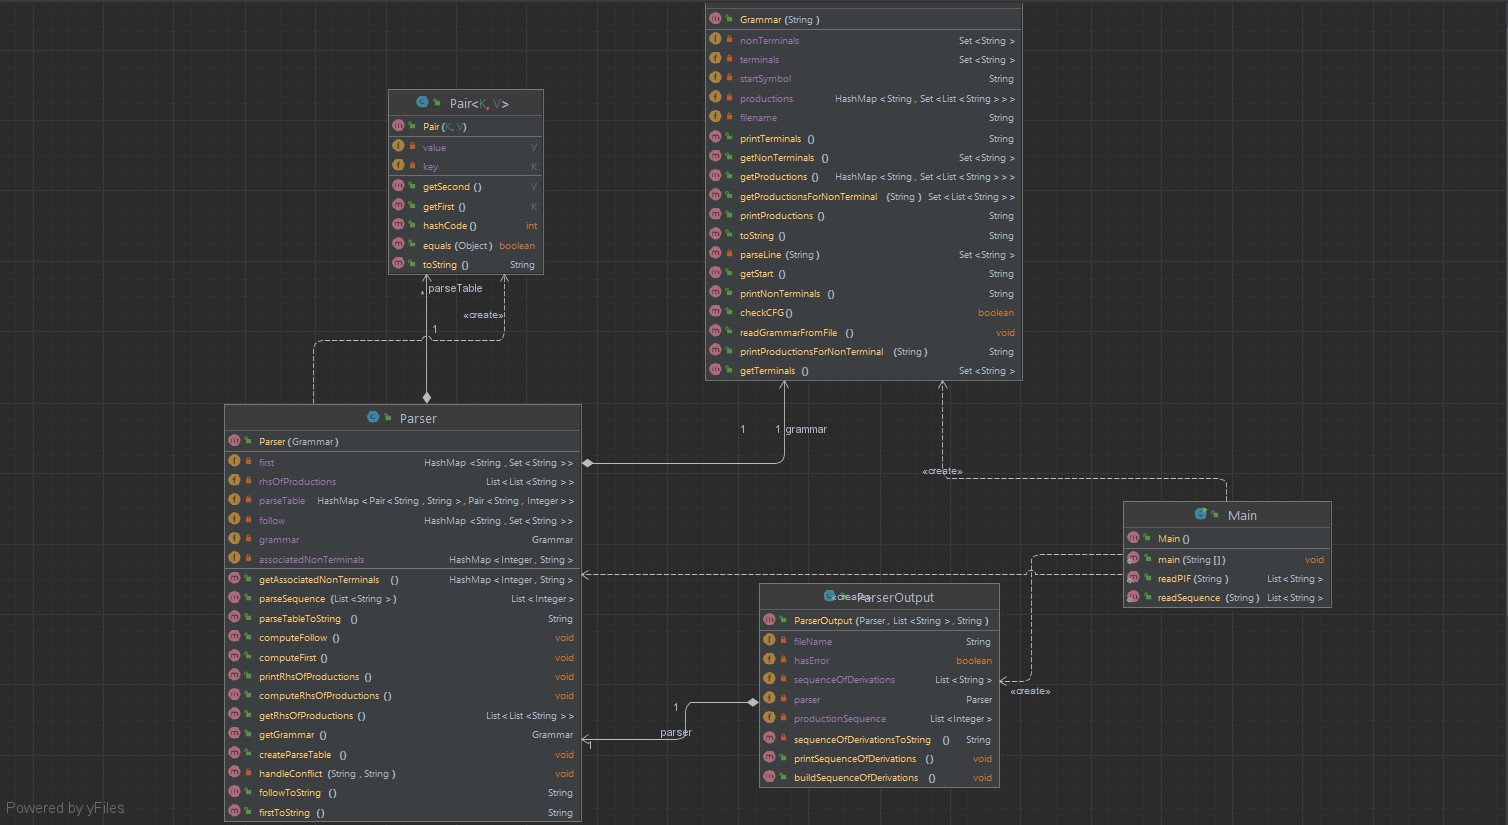 Pair<K, V>
Pair (K, V)
value V
key K
getSecond () V
getFirst () K
hashCode () int
equals (Object) boolean
toString () String
* parseTable
«create»
1
Grammar (String )
nonTerminals Set <String >
terminals Set <String >
startSymbol String
productions HashMap <String , Set <List <String > > >
filename String
printTerminals () String
getNonTerminals () Set <String >
getProductions () HashMap <String , Set <List <String > > >
getProductionsForNonTerminal (String ) Set <List <String > >
printProductions () String
toString () String
parseLine (String ) Set <String >
getStart () String
printNonTerminals () String
checkCFG () boolean
readGrammarFromFile () void
printProductionsForNonTerminal (String ) String
getTerminals () Set <String >
1 1 grammar
«create»
Parser
Parser (Grammar )
first HashMap <String , Set <String > >
rhsOfProductions List <List <String > >
parseTable HashMap <Pair <String , String > , Pair <String , Integer > >
follow HashMap <String , Set <String > >
grammar Grammar
associatedNonTerminals HashMap <Integer , String >
getAssociatedNonTerminals () HashMap <Integer , String >
parseSequence (List <String > ) List <Integer >
parseTableToString () String
computeFollow () void
computeFirst () void
printRhsOfProductions () void
computeRhsOfProductions () void
getRhsOfProductions () List <List <String > >
getGrammar () Grammar
createParseTable () void
handleConflict (String , String ) void
followToString () String
firstToString () String
Main
Main ()
main (String []) void
readPIF (String ) List <String >
readSequence (String ) List <String >
«create»
ParserOutput
ParserOutput (Parser , List <String > , String )
fileName String
hasError boolean
sequenceOfDerivations List <String >
parser Parser
productionSequence List <Integer >
sequenceOfDerivationsToString () String
printSequenceOfDerivations () void
buildSequenceOfDerivations () void
«create»
1
parser
1
Powered by yFiles